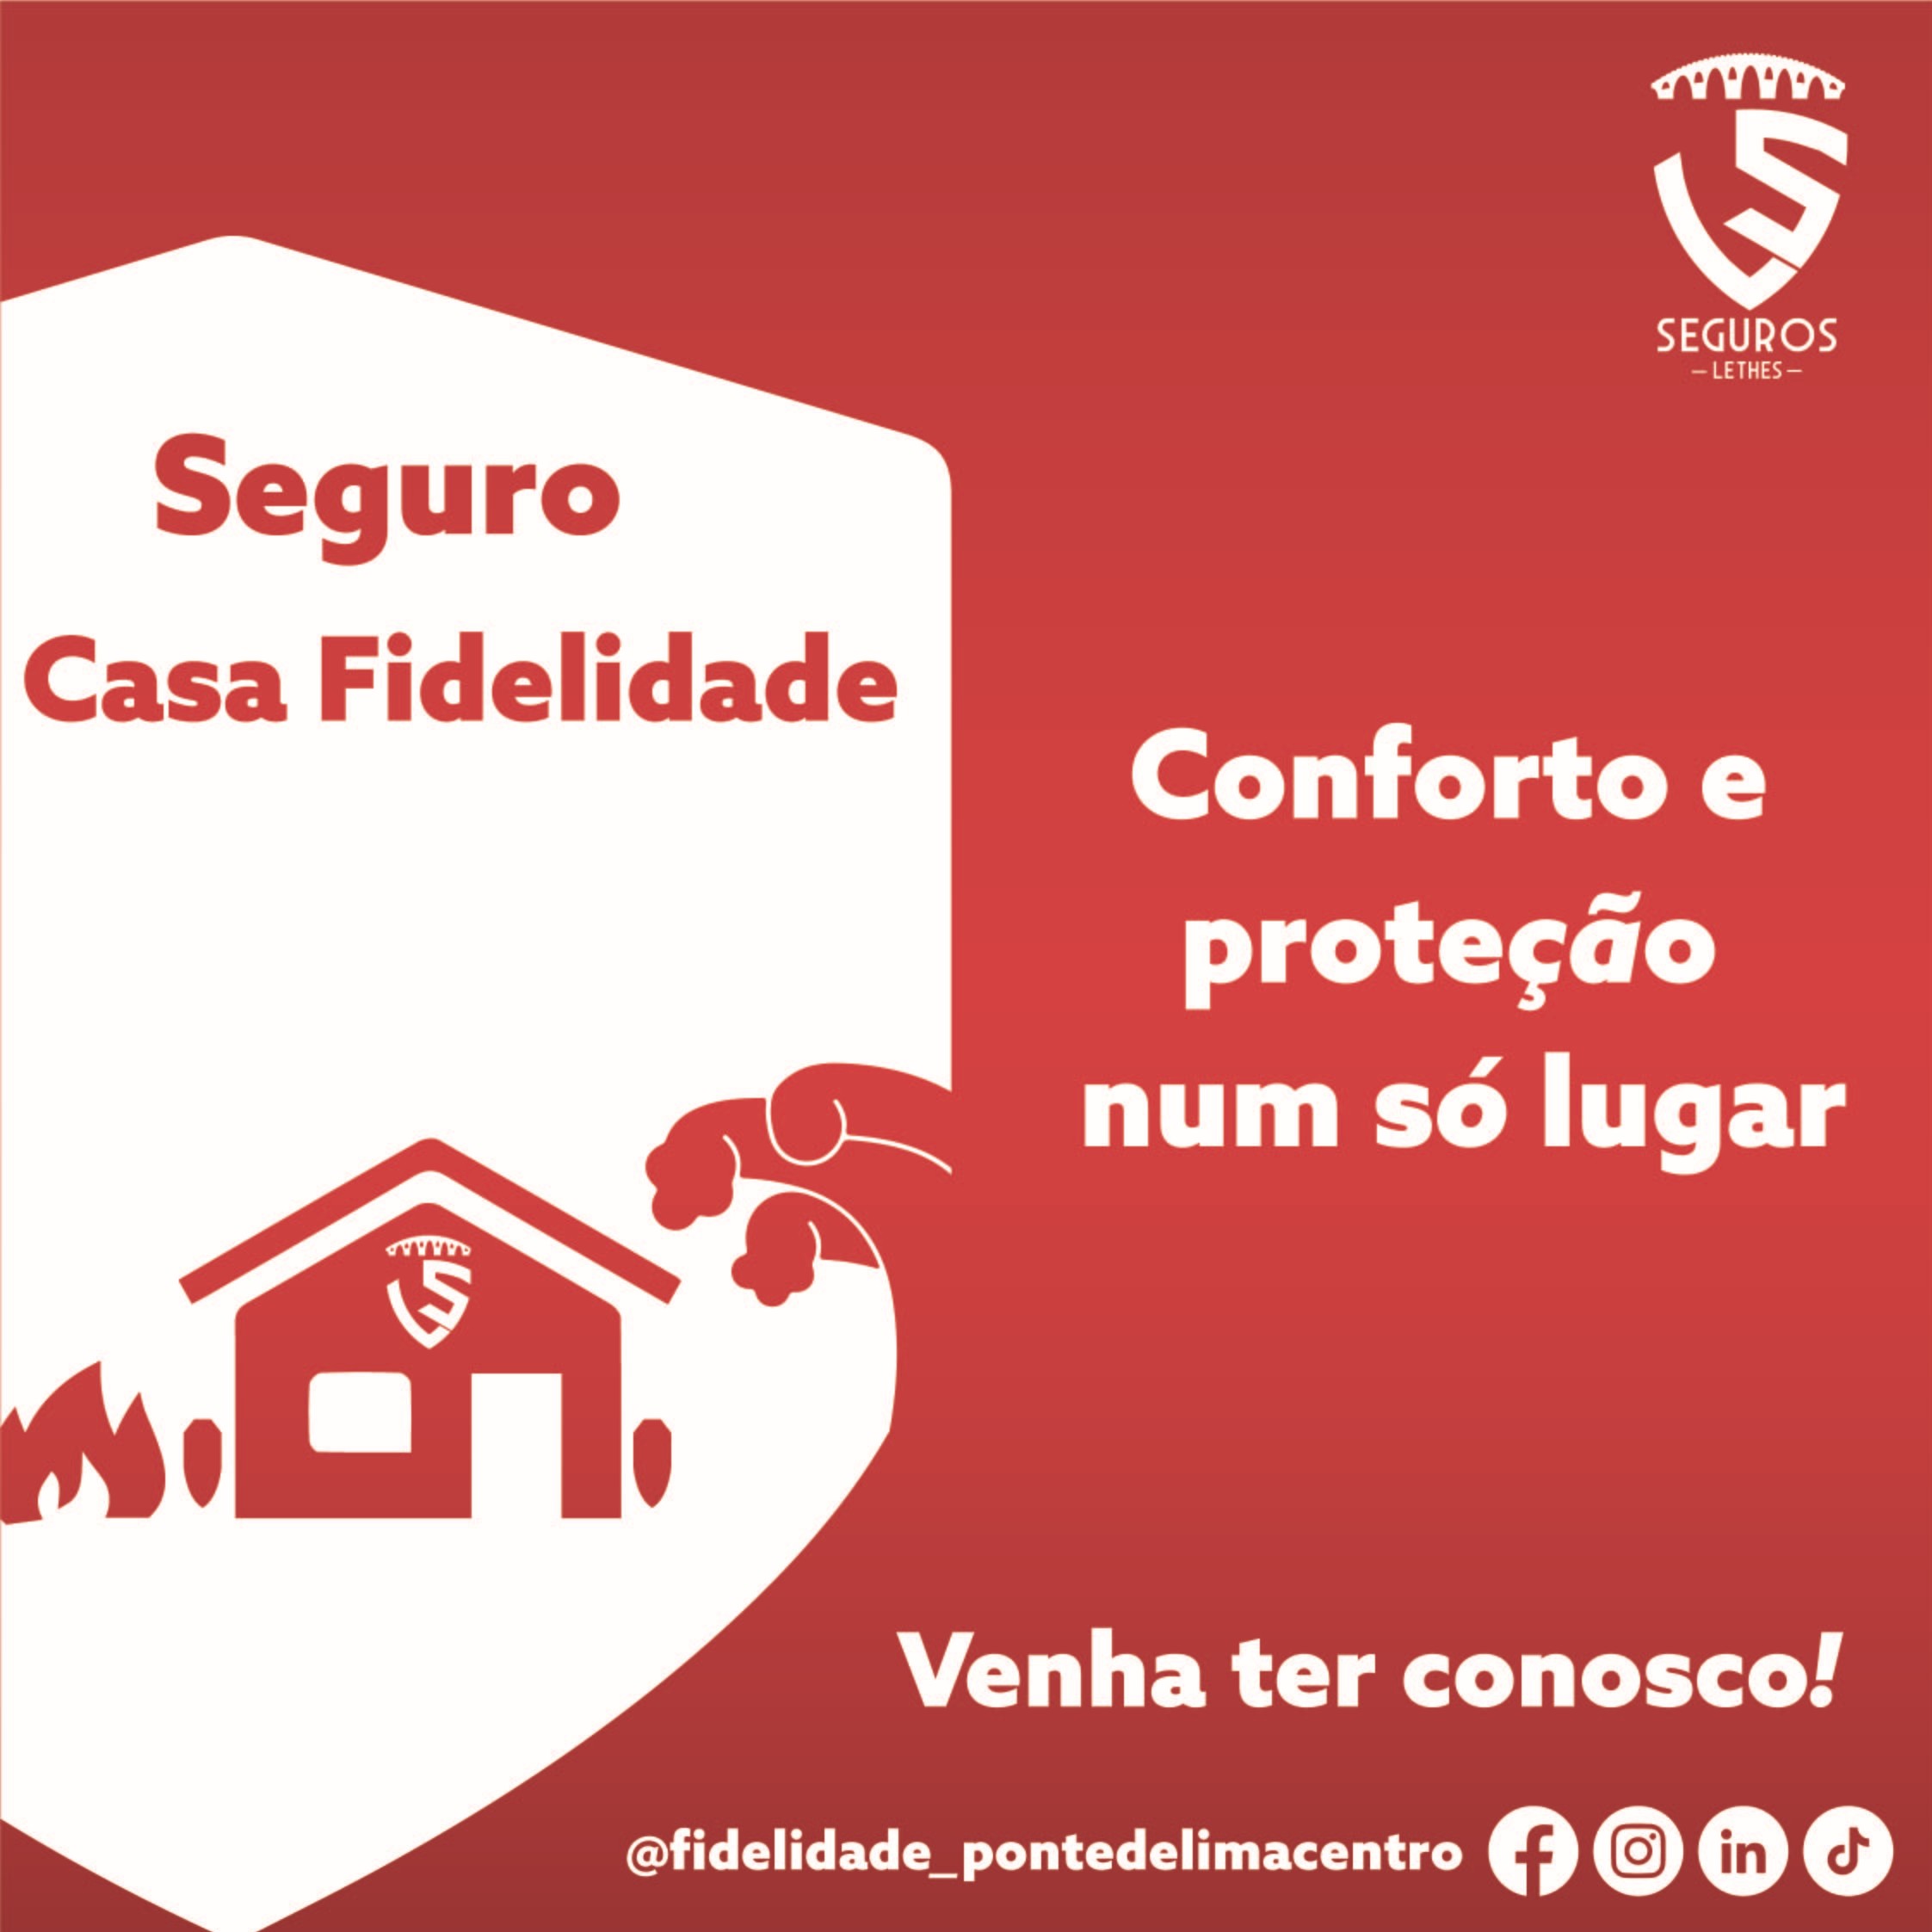 SEGUROS
– LETHES –
Seguro
Casa Fidelidade
Conforto e
proteção
num só lugar
Venha ter conosco!
@fidelidade_pontedelimacentro